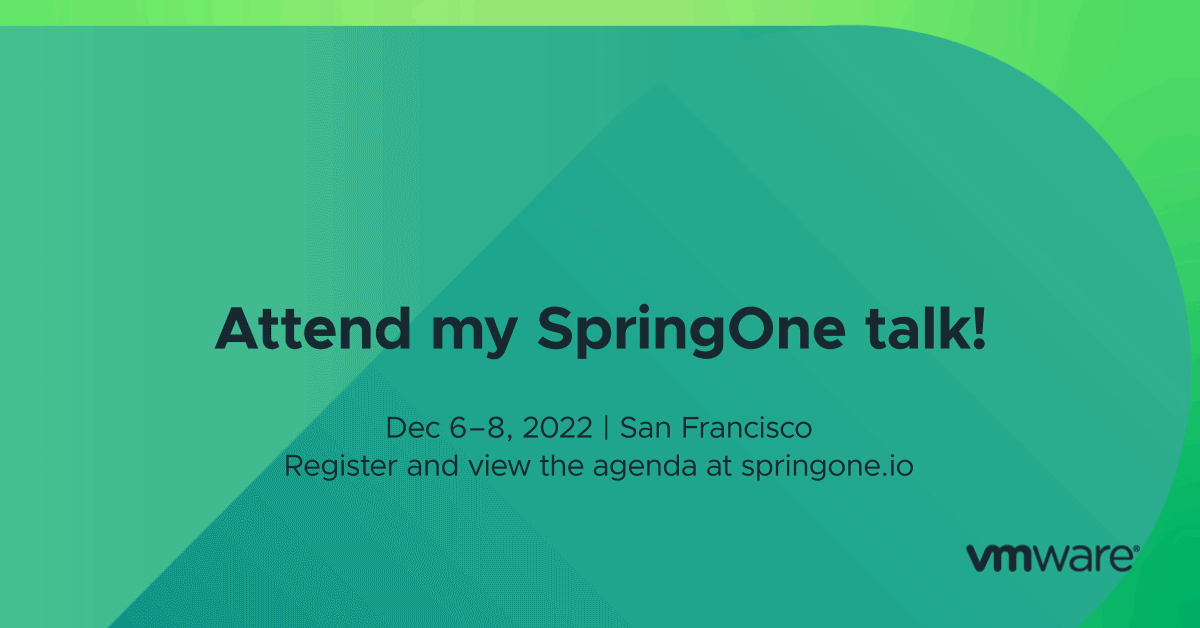 Attend my SpringOne talk!
Dec 6–8, 2022 | San Francisco
Register and view the agenda at springone.io
vmware®